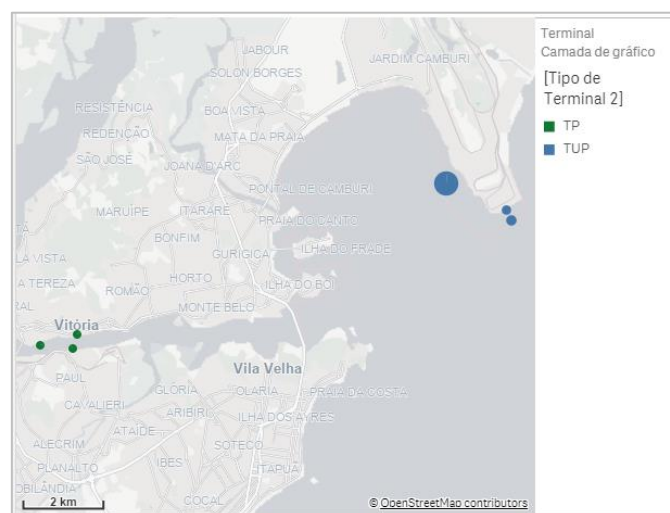 JABOUR
JARDIM CAMBURI
SOLON BORGES
RESISTÊNCIA
BOA VISTA
REDENÇÃO
MATA DA PRAIA
SÃO JOSÉ
JOANA D'ARC
PONTAL DE CAMBURI
MARUÍPE
ITARARÉ
PRAIA DO CANTO
BONFIM
GURIGICA
ILHA DO FRADE
LA VISTA
A TEREZA
HORTO
ROMÃO
ILHA DO BOI
RAL
MONTE BELO
Vitória
Vila Velha
PAUL
GLÓRIA
OLARIA
PRAIA DA COSTA
CAVALIERI
ARIBIRI
ILHA DOS AYRES
ATAÍDE
ALECRIM
SOTECO
PLANALTO
IBES
ITAPUÃ
OBILÂNDIA
COCAL
2 km
© OpenStreetMap contributors
Terminal
Camada de gráfico
[Tipo de
Terminal 2]
TP
TUP